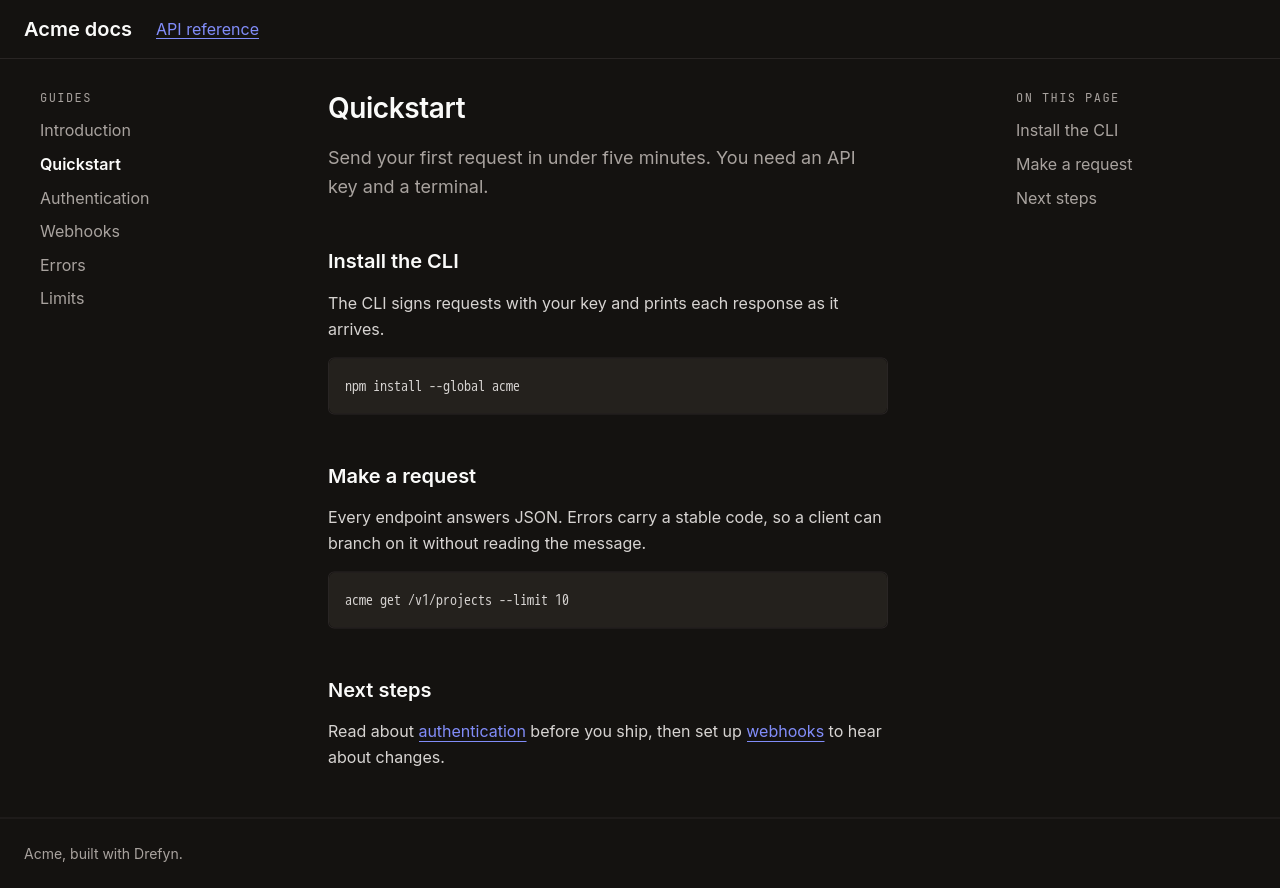 Acme docs
API reference
GUIDES
Introduction
Quickstart
Authentication
Webhooks
Errors
Limits
Quickstart
Send your first request in under five minutes. You need an API
key and a terminal.
Install the CLI
The CLI signs requests with your key and prints each response as it
arrives.
npm install --global acme
Make a request
Every endpoint answers JSON. Errors carry a stable code, so a client can
branch on it without reading the message.
acme get /v1/projects --limit 10
Next steps
Read about authentication before you ship, then set up webhooks to hear
about changes.
ON THIS PAGE
Install the CLI
Make a request
Next steps
Acme, built with Drefyn.